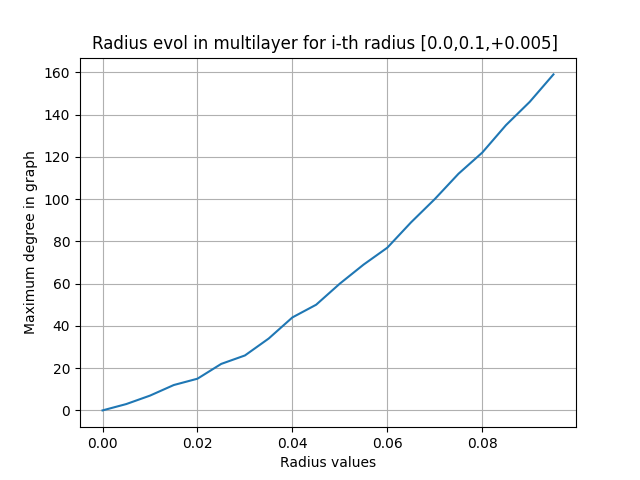 Radius evol in multilayer for i-th radius [0.0,0.1,+0.005]
160
140
120
100
80
60
40
20
0
Maximum degree in graph
0.00 0.02 0.04 0.06 0.08
Radius values